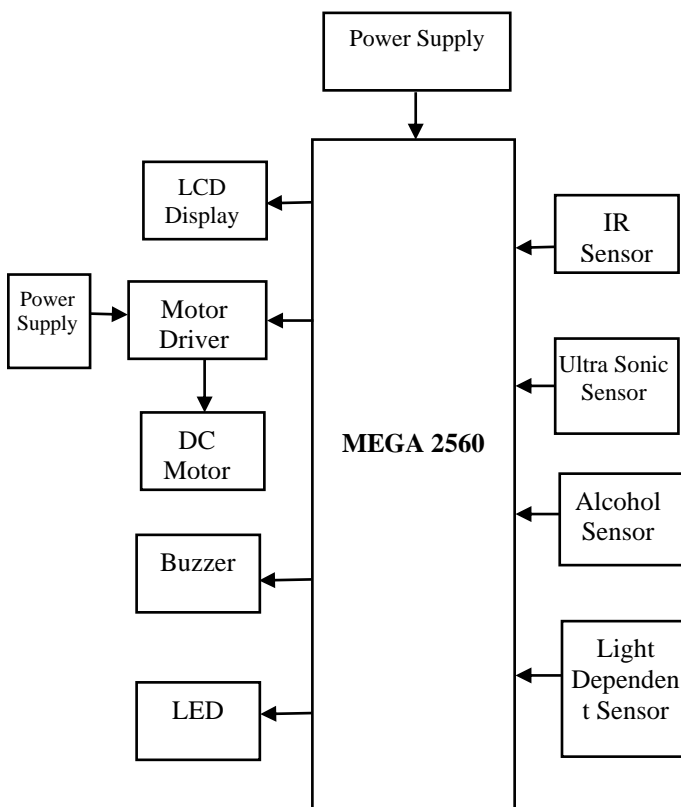 Power Supply
LCD
Display
IR
Sensor
Power
Supply
Motor
Driver
Ultra Sonic
Sensor
DC
Motor
MEGA 2560
Alcohol
Sensor
Buzzer
Light
Dependen
t Sensor
LED